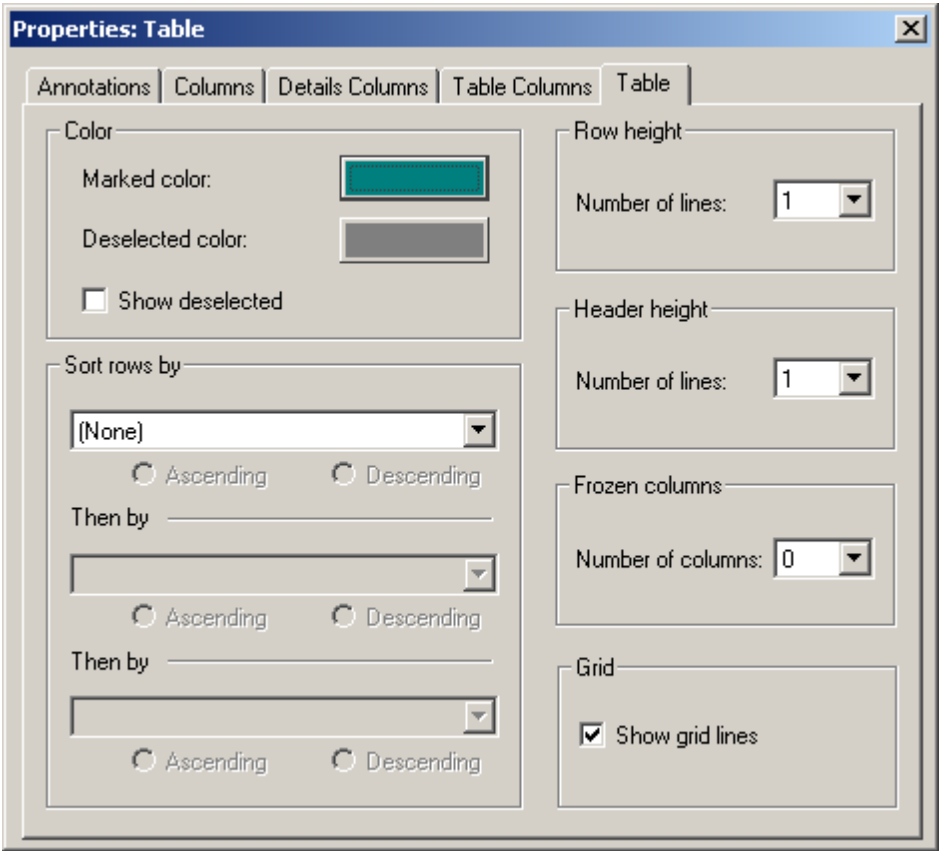 Properties: Table
Annotations Columns Details Columns Table Columns Table
Color
Marked color:
Deselected color:
Show deselected
Sort rows by
(None)
Ascending Descending
Then by
Ascending Descending
Then by
Ascending Descending
Row height
Number of lines: 1
Header height
Number of lines: 1
Frozen columns
Number of columns: 0
Grid
Show grid lines